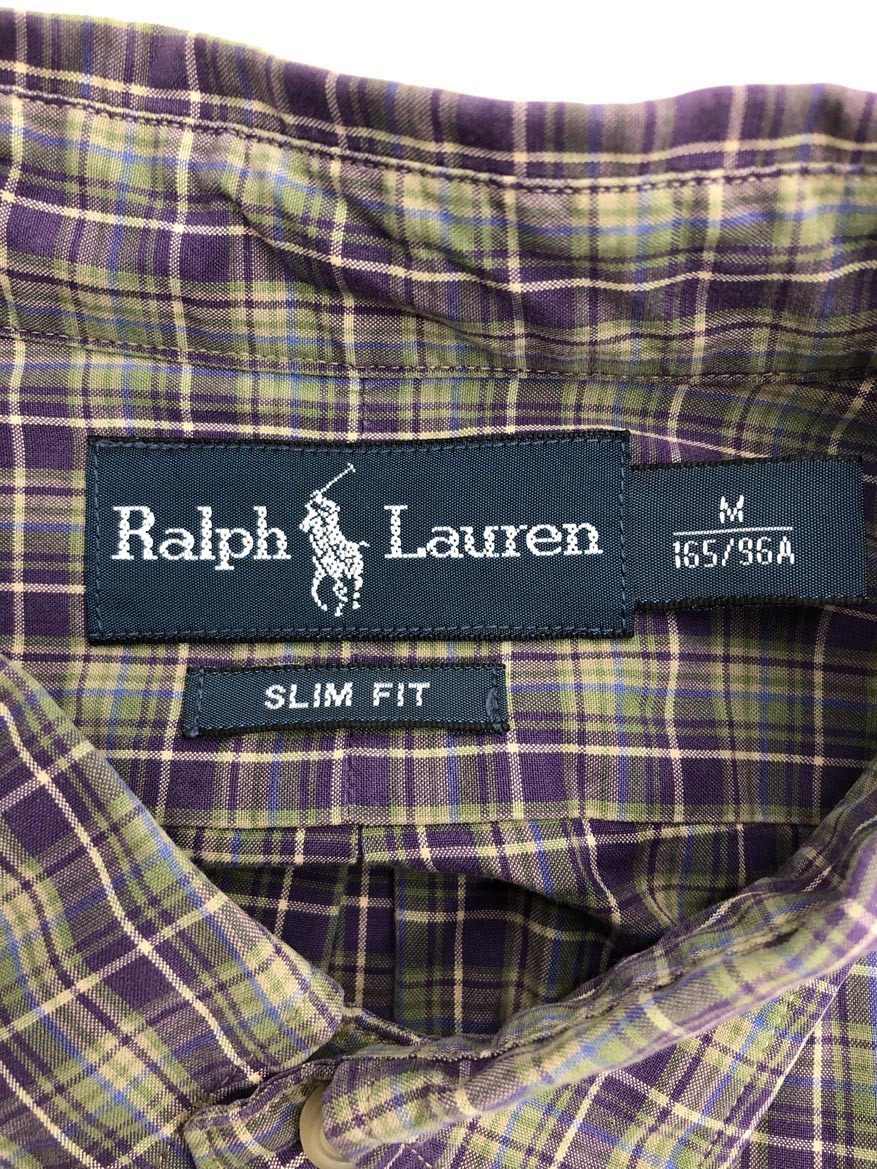 Ralph Lauren
M
165/96A
SLIM FIT